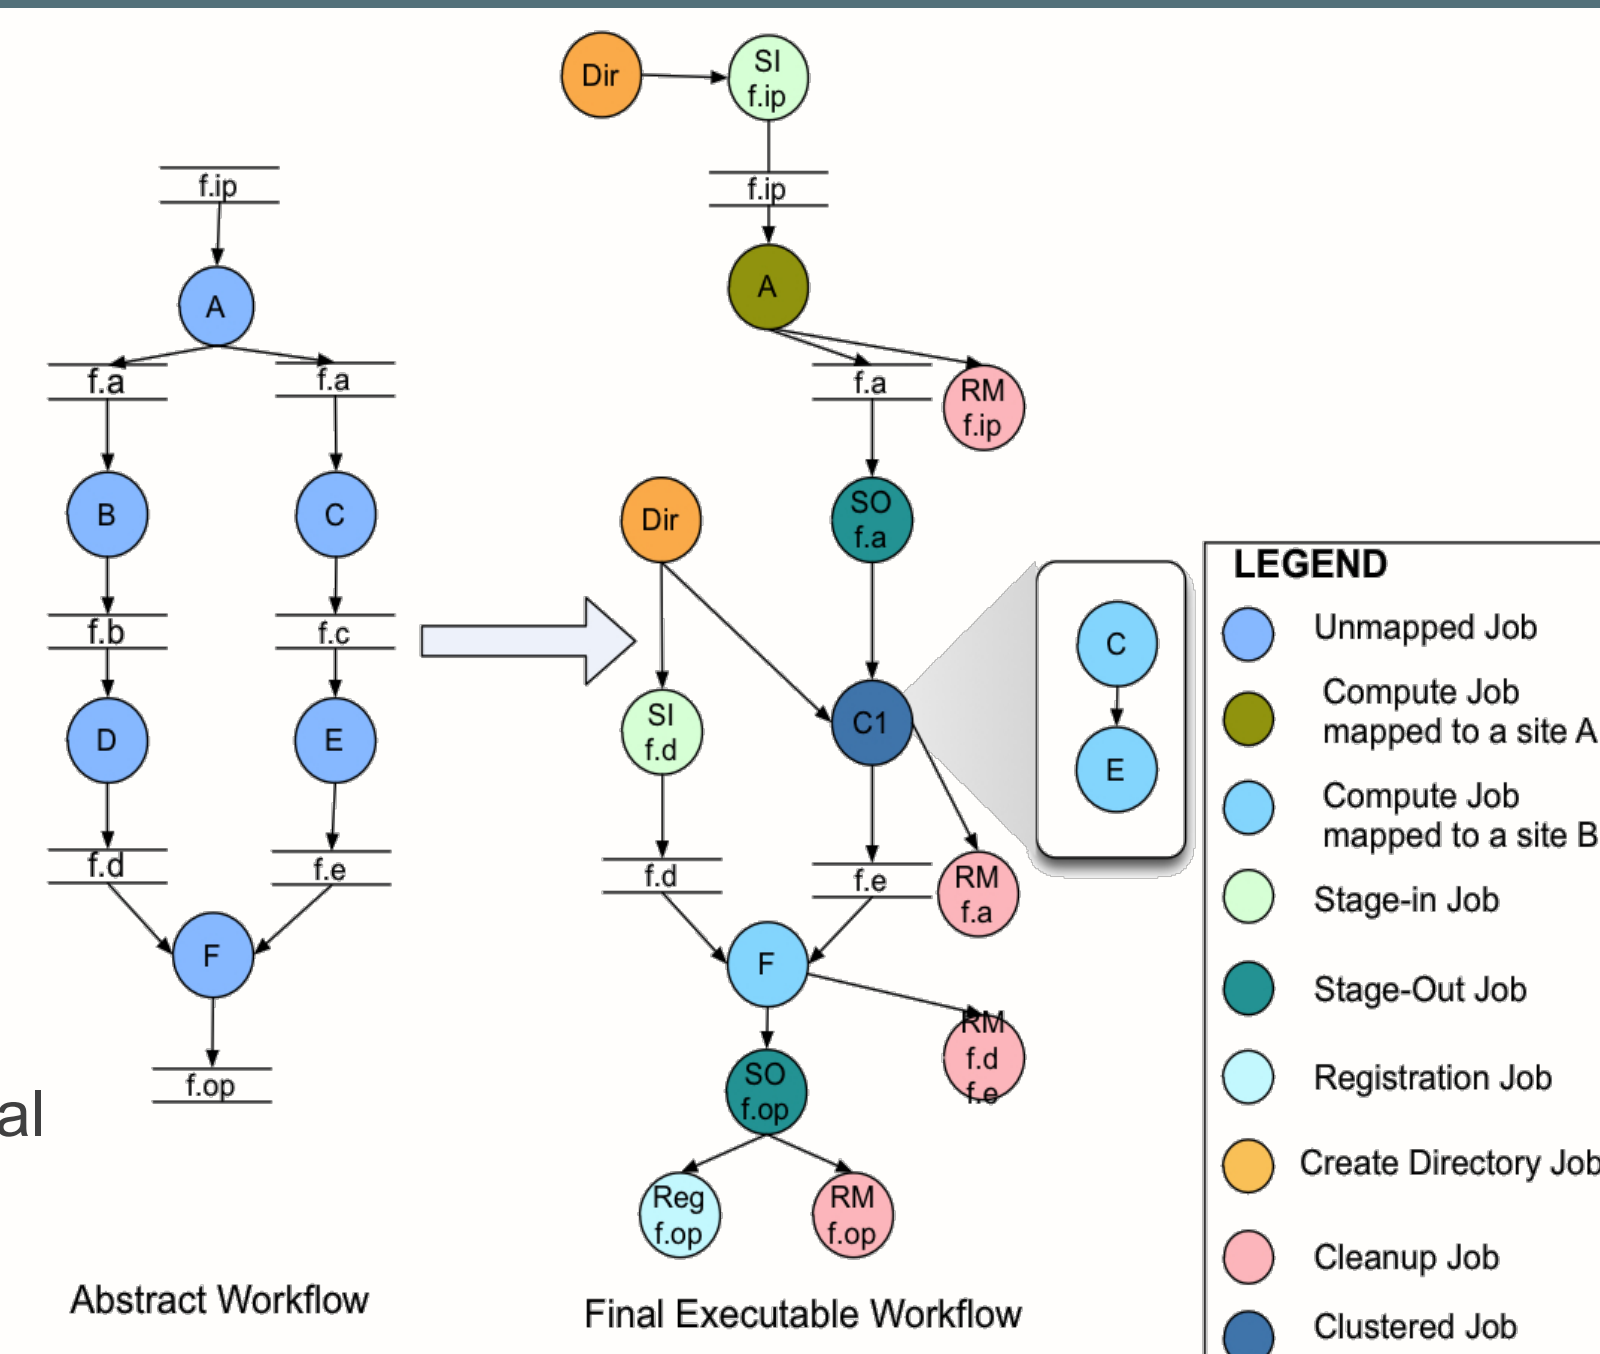 f.ip
A
f.a
f.a
B
C
f.b
f.c
D
E
f.d
f.e
F
f.op
al
Abstract Workflow
Dir
SI
f.ip
f.ip
A
f.a
RM
f.ip
Dir
SO
f.a
SI
f.d
C1
C
E
f.d
f.e
RM
f.a
F
RM
f.d
f.e
SO
f.op
Reg
f.op
RM
f.op
Final Executable Workflow
LEGEND
Unmapped Job
Compute Job
mapped to a site A
Compute Job
mapped to a site B
Stage-in Job
Stage-Out Job
Registration Job
Create Directory Job
Cleanup Job
Clustered Job